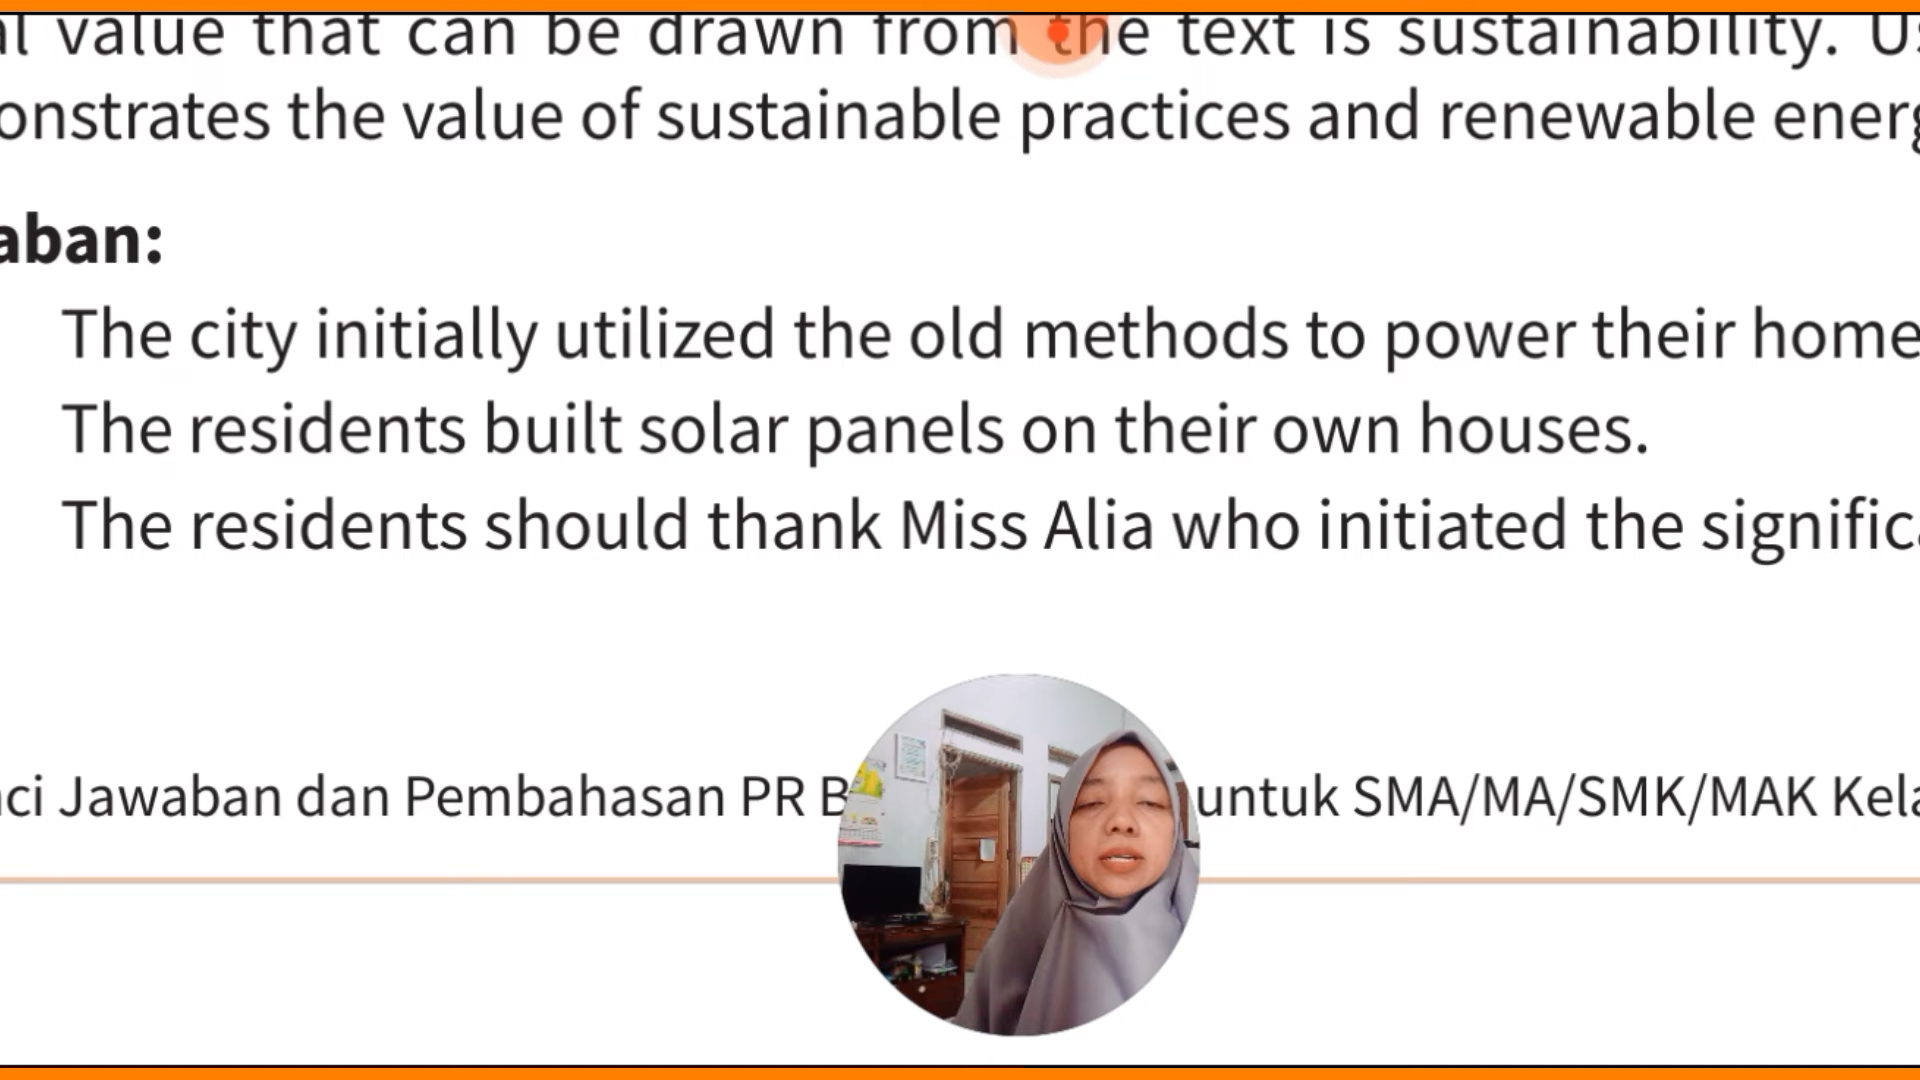 al value that can be drawn from the text is sustainability. Us
onstrates the value of sustainable practices and renewable energ
aban:
The city initially utilized the old methods to power their home
The residents built solar panels on their own houses.
The residents should thank Miss Alia who initiated the significa
nci Jawaban dan Pembahasan PR B untuk SMA/MA/SMK/MAK Kela